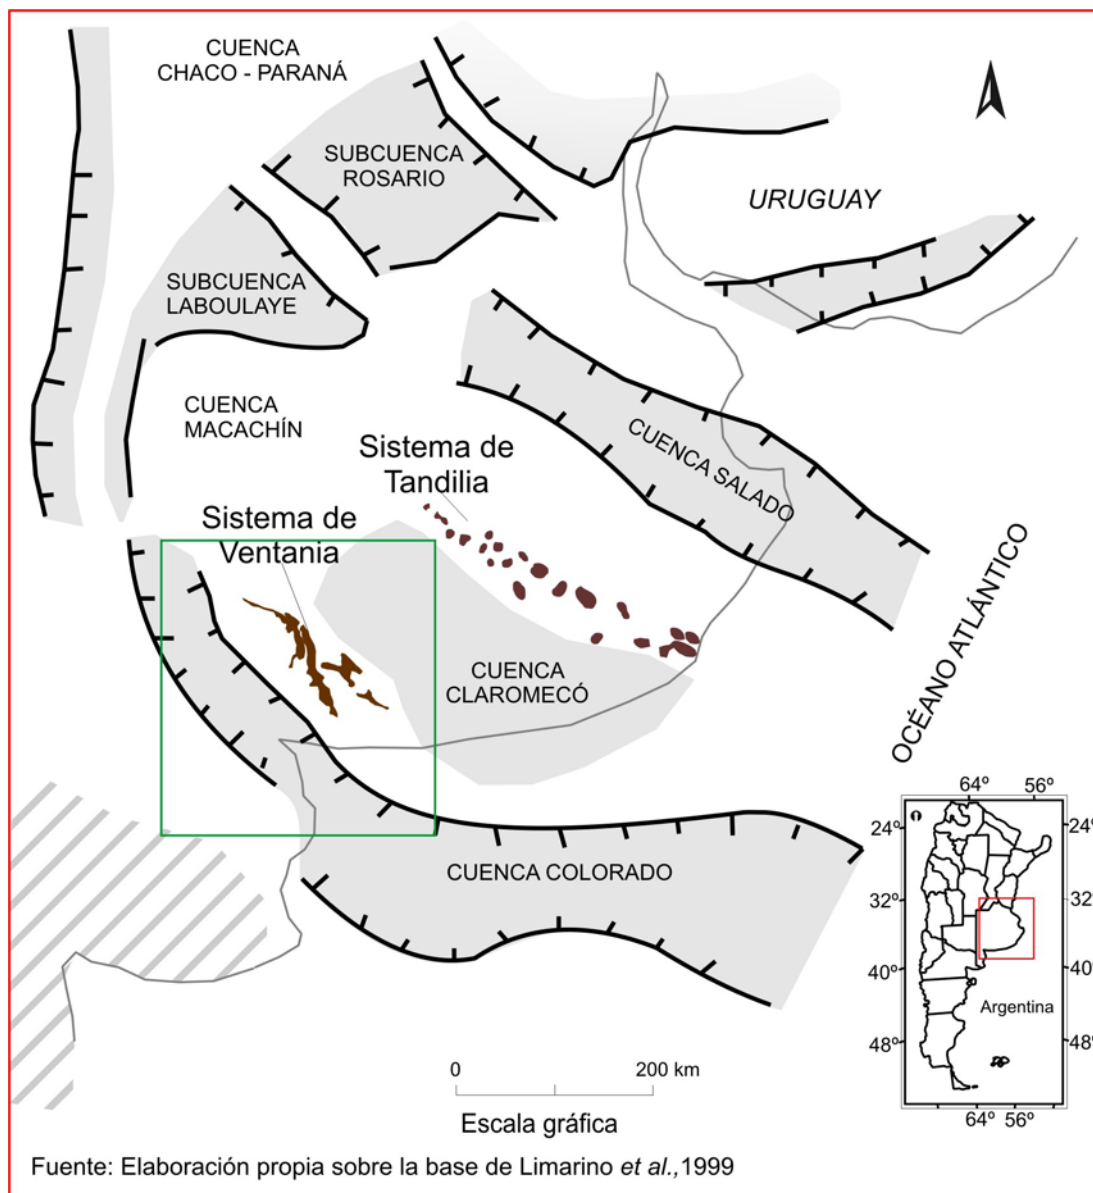 CUENCA
CHACO - PARANÁ
SUBCUENCA
ROSARIO
URUGUAY
SUBCUENCA
LABOULAYE
CUENCA
MACACHÍN
Sistema de
Tandilia
CUENCA SALADO
Sistema de
Ventania
OCÉANO ATLÁNTICO
CUENCA
CLAROMECÓ
CUENCA COLORADO
64º 56º
24º 24º
32º 32º
40º 40º
Argentina
48º 48º
64º 56º
0 200 km
Escala gráfica
Fuente: Elaboración propia sobre la base de Limarino et al.,1999